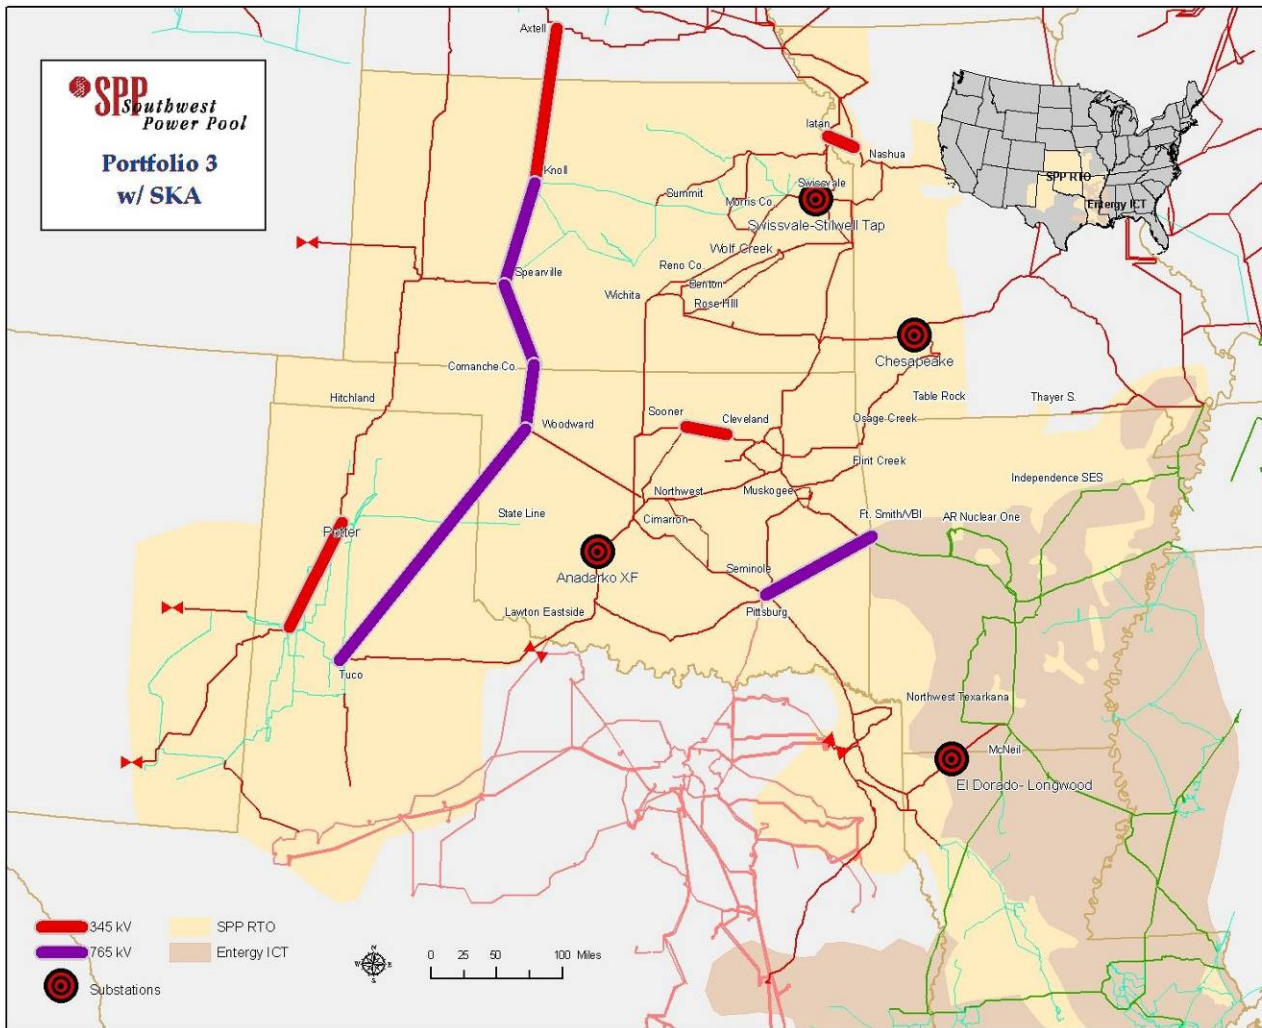 Axtell
SPP
Southwest
Power Pool
Portfolio 3
w/ SKA
Iatan
Nashua
Knoll
Summit
Swissvale
Morris Co.
Swissvale-Stilwell Tap
SPP RTO
Entergy ICT
Wolf Creek
Reno Co.
Spearville
Benton
Wichita
Rose Hill
Chesapeake
Comanche Co.
Hitchland
Table Rock
Thayer S.
Sooner
Cleveland
Osage Creek
Woodward
Flint Creek
Independence SES
Northwest
Muskogee
State Line
Cimarron
Ft. Smith/VBI
AR Nuclear One
Potter
Anadarko XF
Seminole
Lawton Eastside
Pittsburg
Tuco
Northwest Texarkana
McNeil
El Dorado- Longwood
345 kV
SPP RTO
765 kV
Entergy ICT
Substations
N
W
E
S
0 25 50 100 Miles